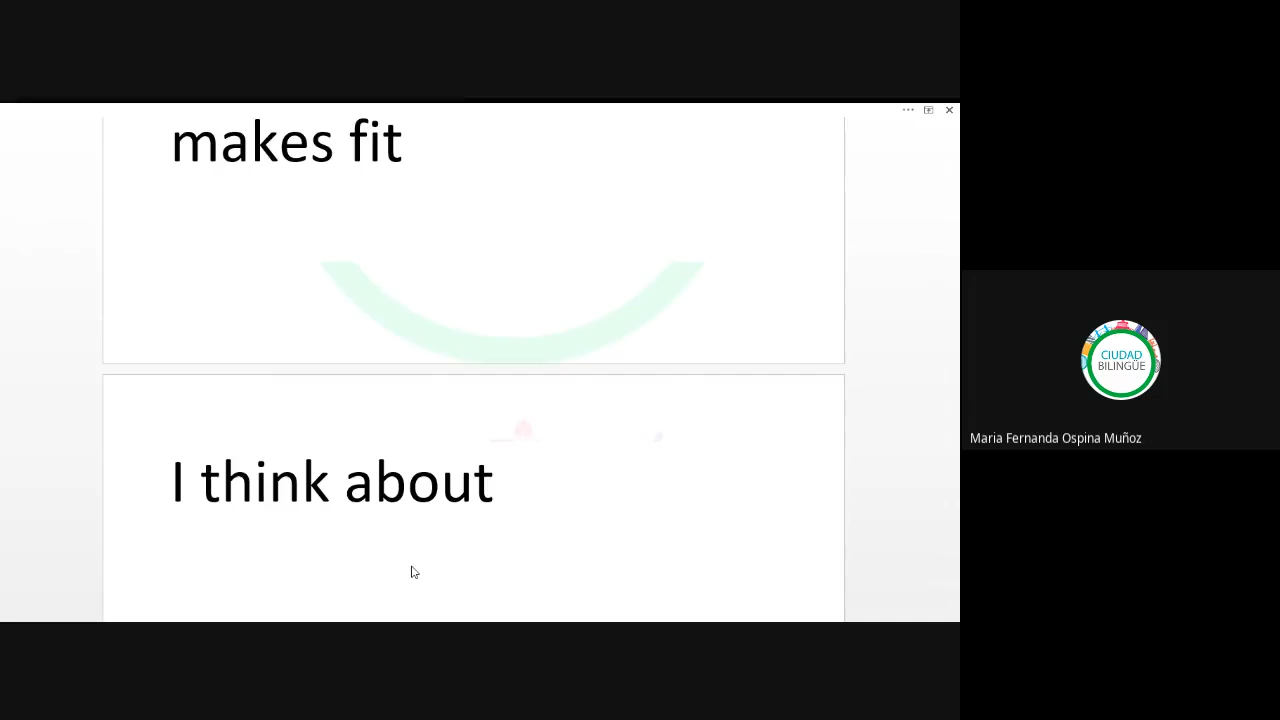 makes fit
I think about
CIUDAD
BILINGÜE
Maria Fernanda Ospina Muñoz